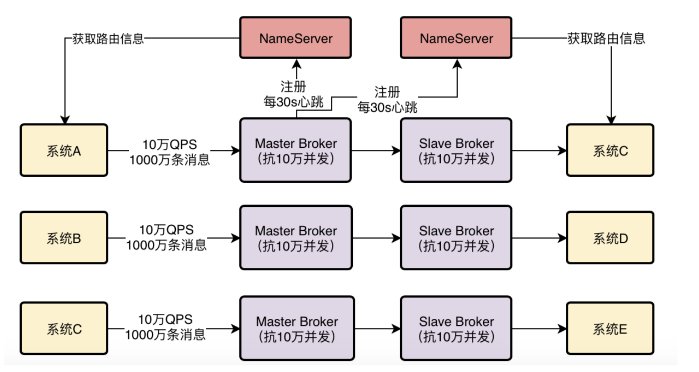 NameServer
NameServer
获取路由信息
获取路由信息
注册
每30s心跳
注册
每30s心跳
系统A
10万QPS
1000万条消息
Master Broker
(抗10万并发)
Slave Broker
(抗10万并发)
系统C
系统B
10万QPS
1000万条消息
Master Broker
(抗10万并发)
Slave Broker
(抗10万并发)
系统D
系统C
10万QPS
1000万条消息
Master Broker
(抗10万并发)
Slave Broker
(抗10万并发)
系统E